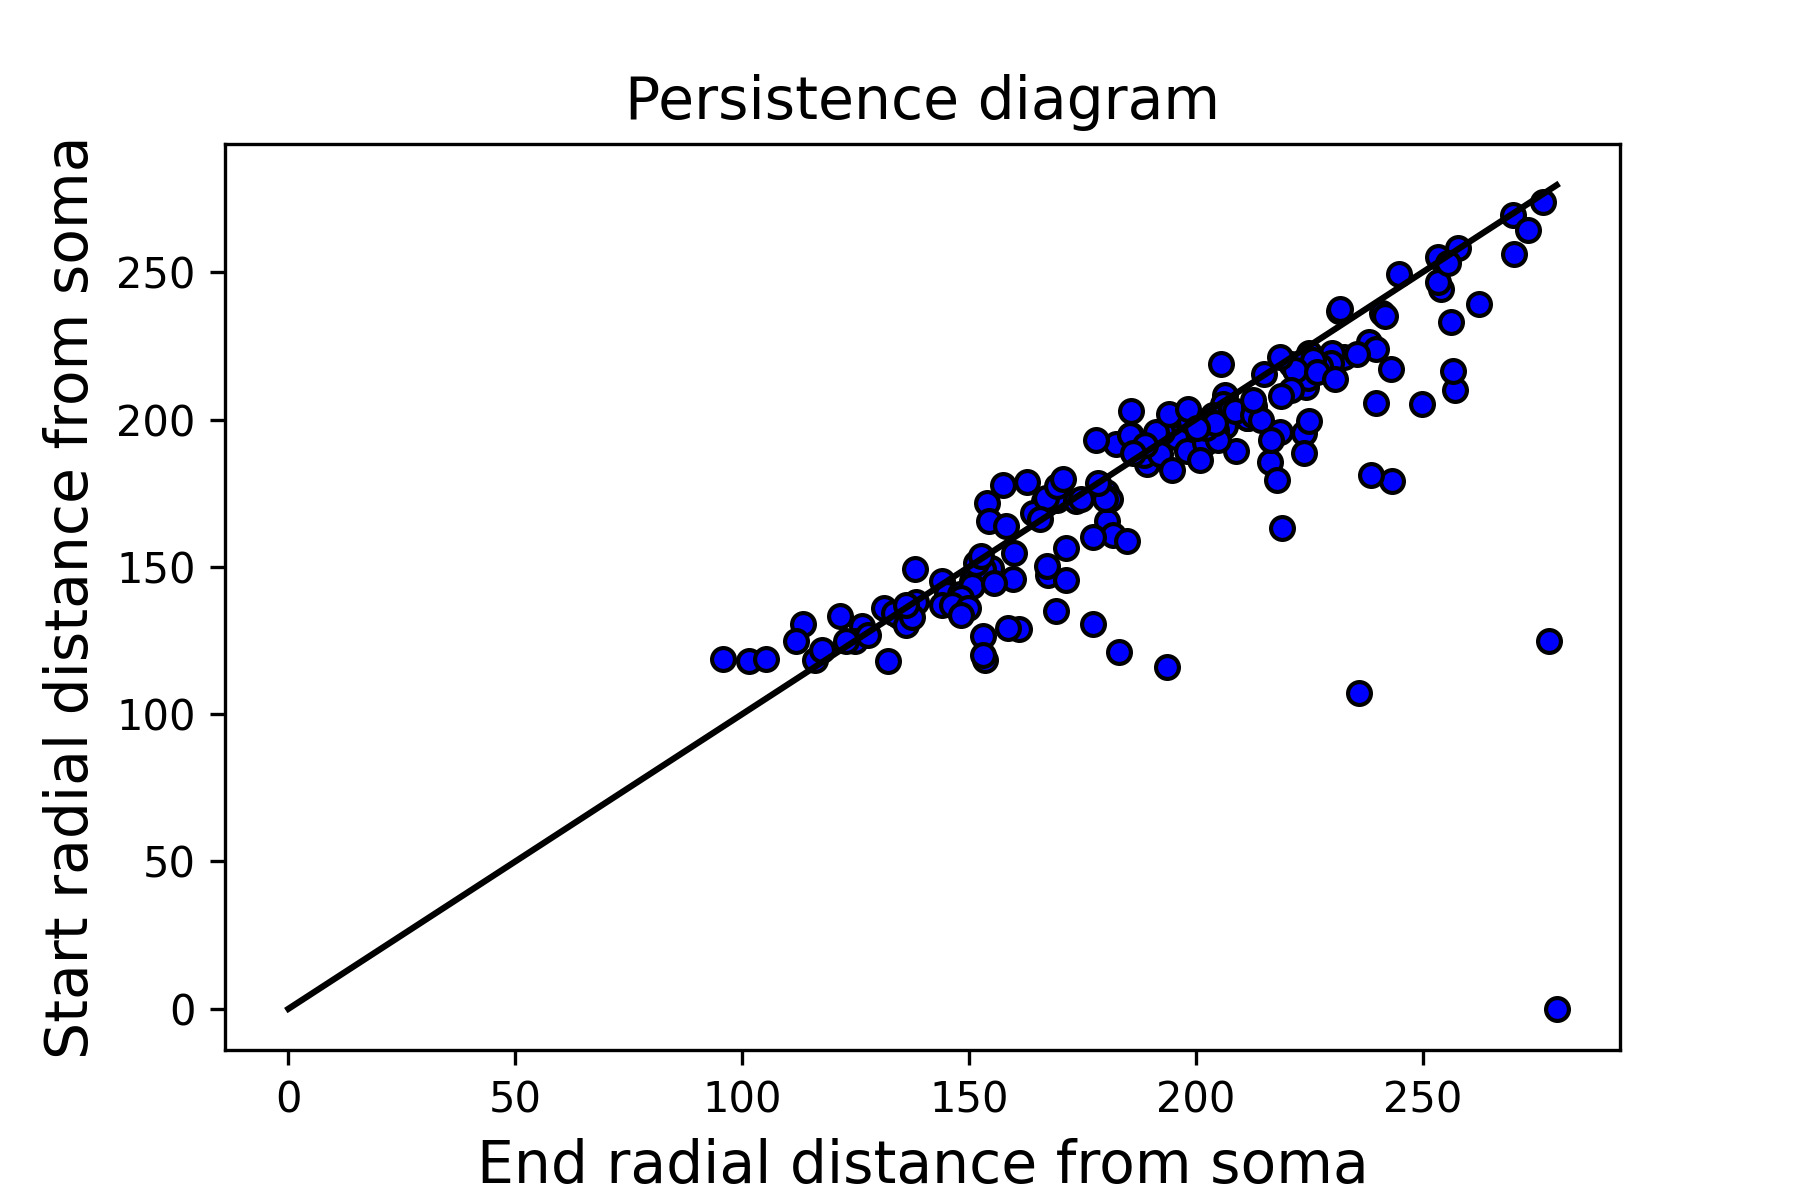 Persistence diagram
Start radial distance from soma
250
200
150
100
50
0
0 50 100 150 200 250
End radial distance from soma